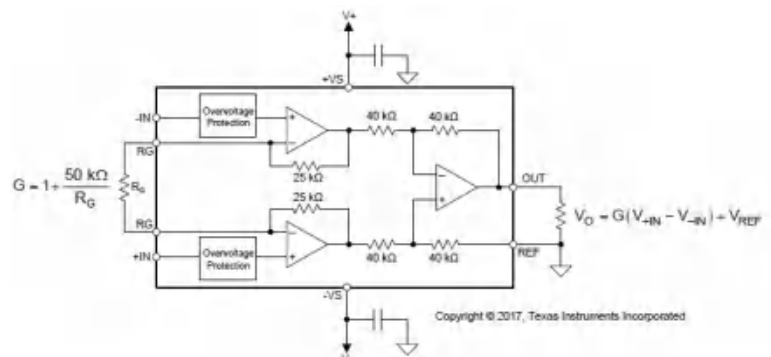 V+
+VS
-IN
Overvoltage
Protection
40 kΩ
40 kΩ
RG
25 kΩ
OUT
G = 1 + 50 kΩ / RG
RG
25 kΩ
VO = G(V+IN − V−IN) + VREF
RG
+IN
Overvoltage
Protection
40 kΩ
40 kΩ
REF
-VS
Copyright © 2017, Texas Instruments Incorporated